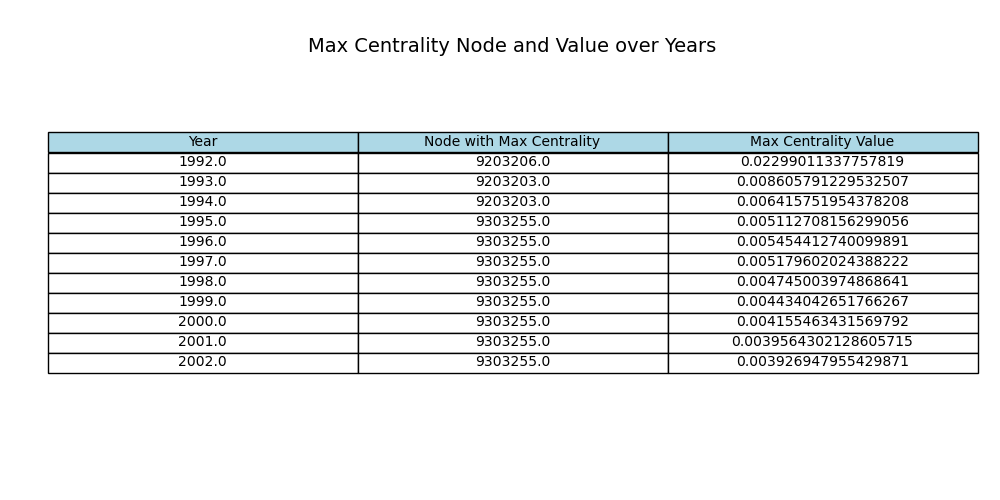 Max Centrality Node and Value over Years
Year Node with Max Centrality Max Centrality Value
1992.0 9203206.0 0.02299011337757819
1993.0 9203203.0 0.008605791229532507
1994.0 9203203.0 0.006415751954378208
1995.0 9303255.0 0.005112708156299056
1996.0 9303255.0 0.005454412740099891
1997.0 9303255.0 0.005179602024388222
1998.0 9303255.0 0.004745003974868641
1999.0 9303255.0 0.004434042651766267
2000.0 9303255.0 0.004155463431569792
2001.0 9303255.0 0.0039564302128605715
2002.0 9303255.0 0.003926947955429871